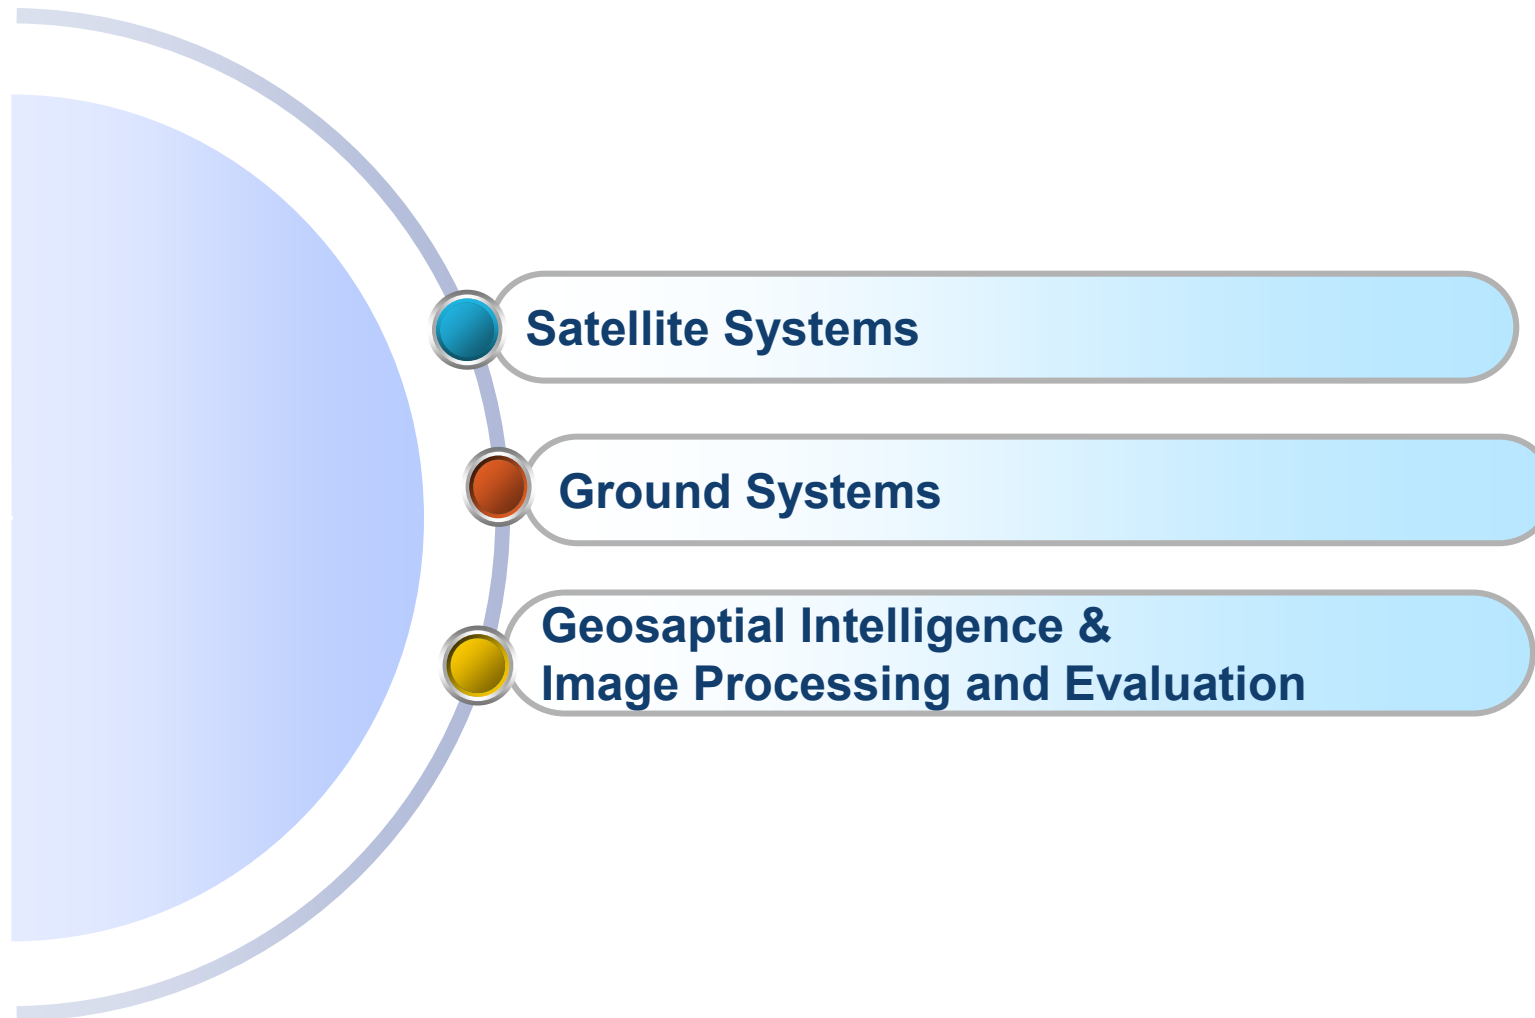 Satellite Systems
Ground Systems
Geosaptial Intelligence &
Image Processing and Evaluation